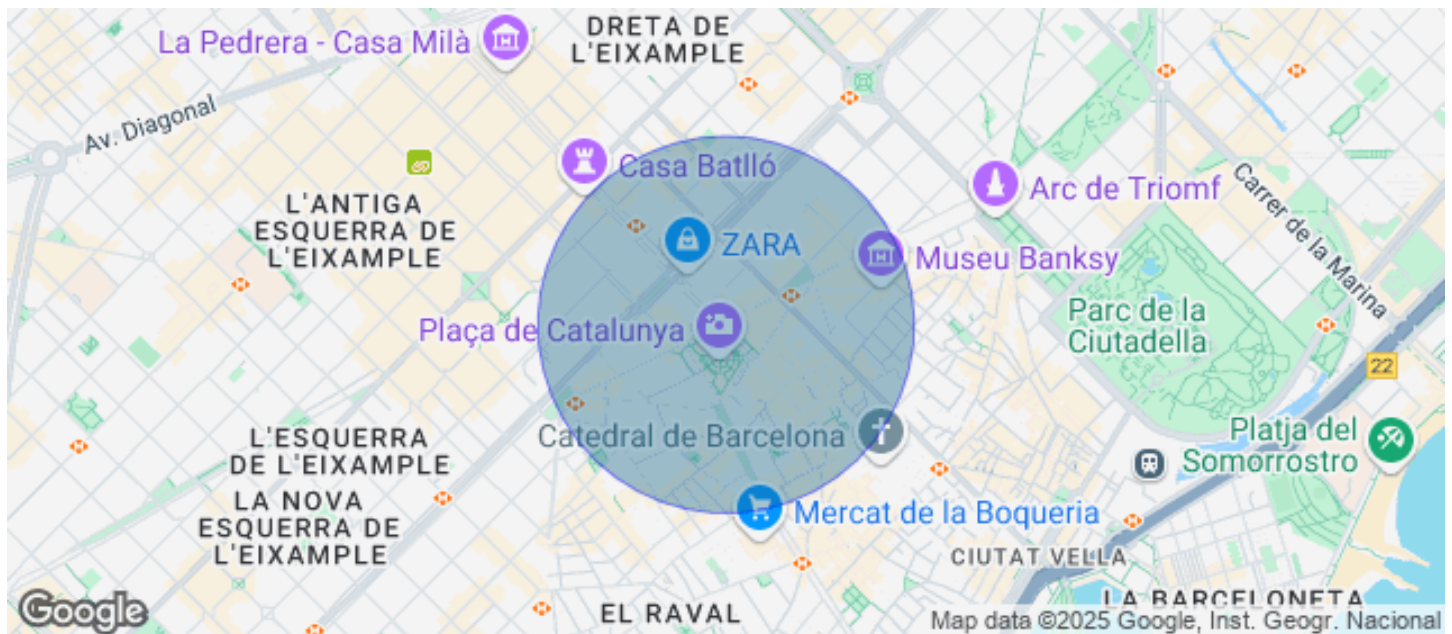 La Pedrera - Casa Milà
DRETA DE
L'EIXAMPLE
Av. Diagonal
Casa Batlló
L'ANTIGA
ESQUERRA DE
L'EIXAMPLE
ZARA
Arc de Triomf
Carrer de la Marina
Museu Banksy
Plaça de Catalunya
Parc de la
Ciutadella
22
L'ESQUERRA
DE L'EIXAMPLE
Catedral de Barcelona
Platja del
Somorrostro
LA NOVA
ESQUERRA DE
L'EIXAMPLE
Mercat de la Boqueria
CIUTAT VELLA
EL RAVAL
LA BARCELONETA
Google
Map data ©2025 Google, Inst. Geogr. Nacional